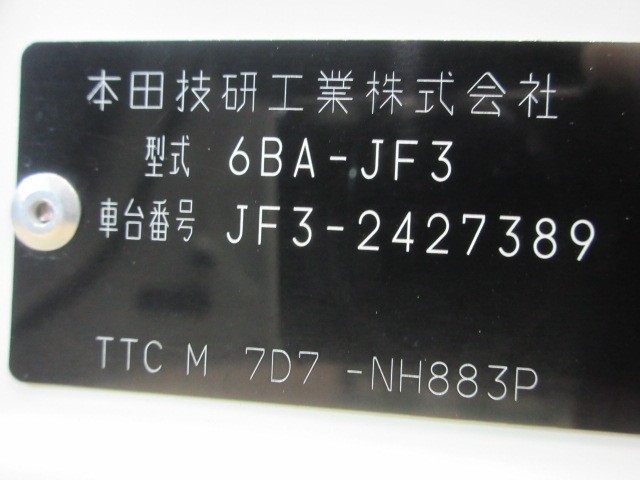 本田技研工業株式会社
型式 6BA-JF3
車台番号 JF3-2427389
TTC M 7D7 -NH883P